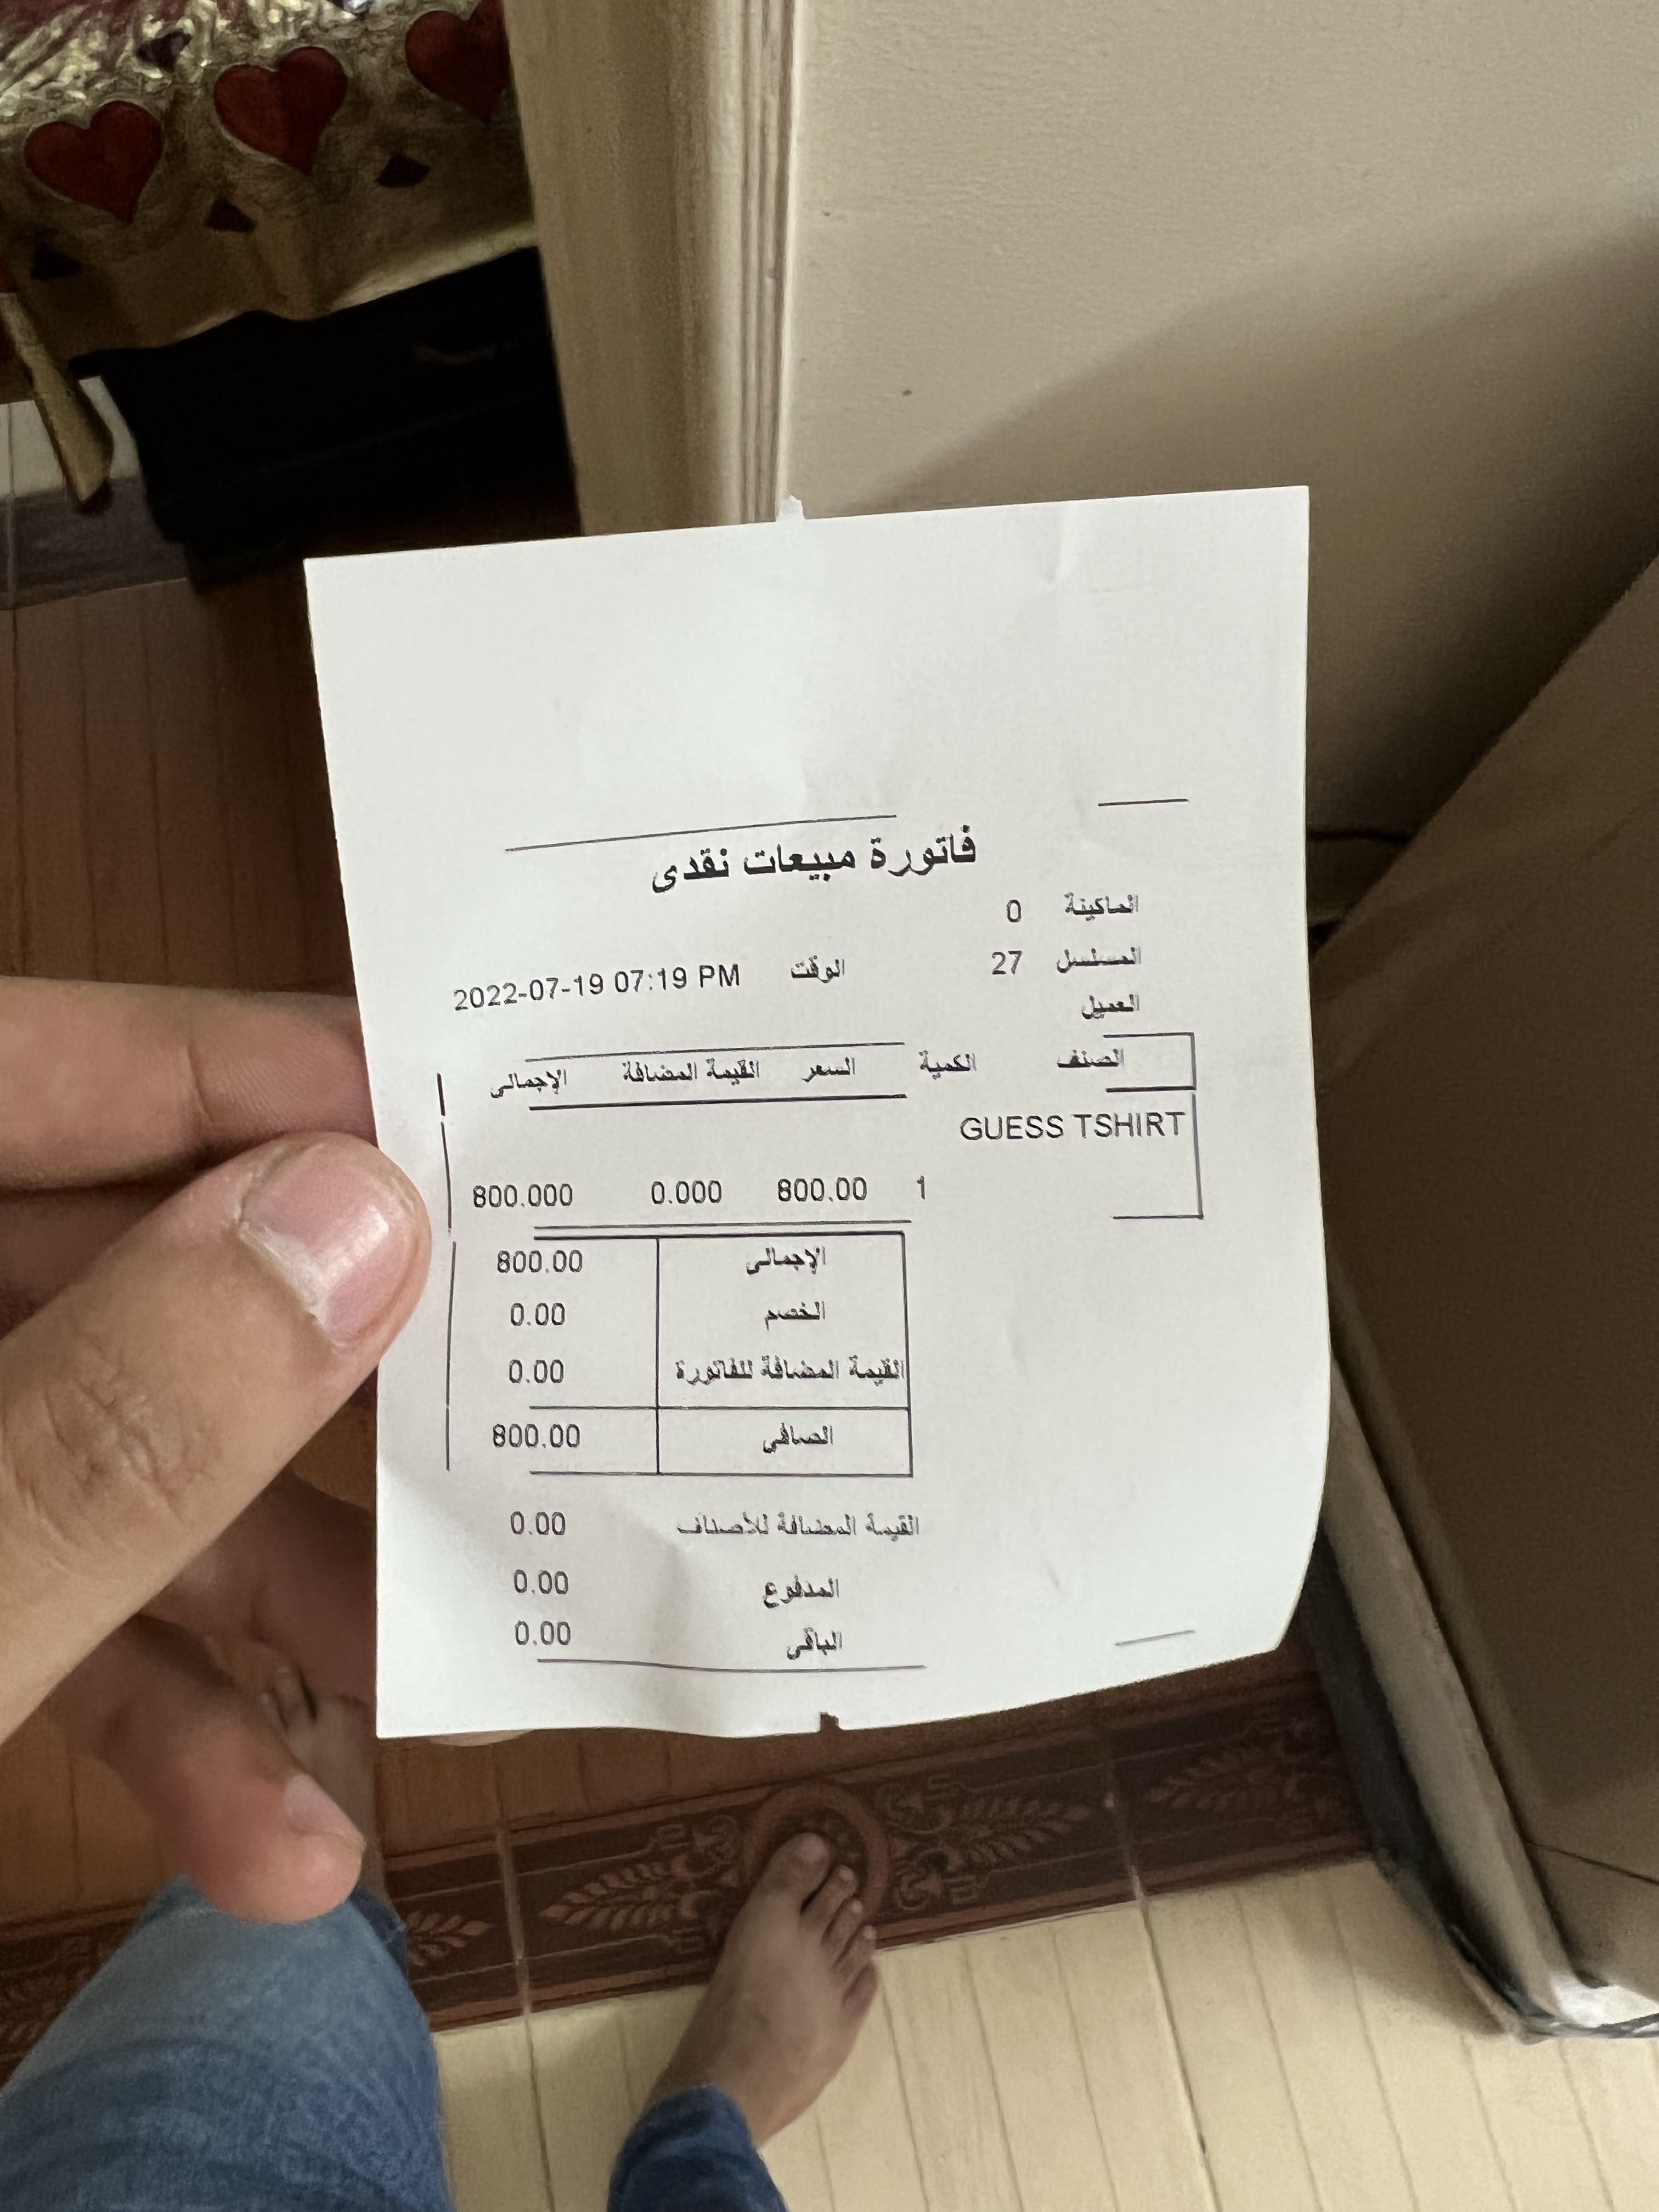 فاتورة مبيعات نقدى
الماكينة 0
المسلسل 27 الوقت 2022-07-19 07:19 PM
العميل
الصنف الكمية السعر القيمة المضافة الإجمالى
GUESS TSHIRT
1 800.00 0.000 800.000
الإجمالى 800.00
الخصم 0.00
القيمة المضافة للفاتورة 0.00
الصافى 800.00
القيمة المضافة للأصناف 0.00
المدفوع 0.00
الباقى 0.00